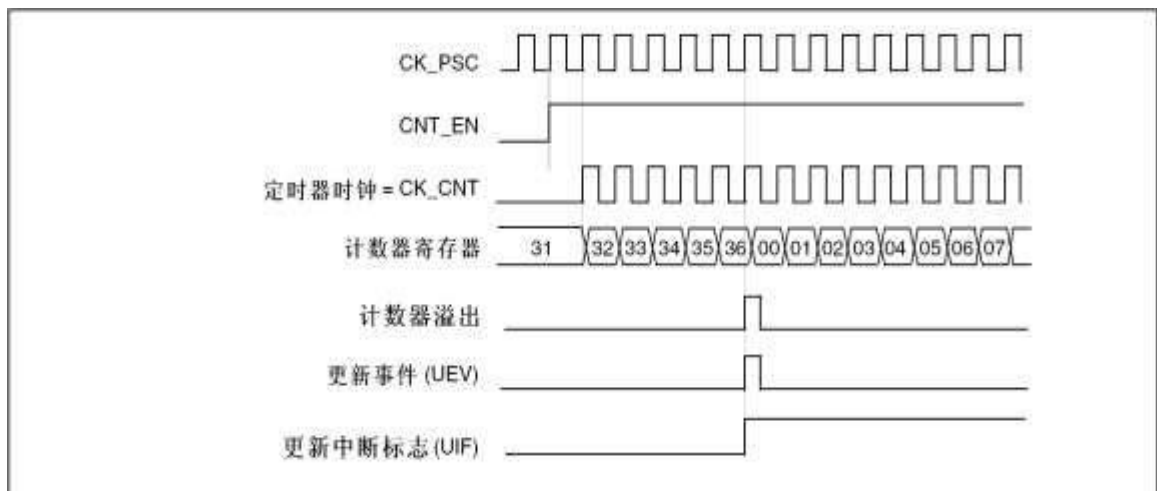 CK_PSC
CNT_EN
定时器时钟 = CK_CNT
计数器寄存器 31 32 33 34 35 36 00 01 02 03 04 05 06 07
计数器溢出
更新事件 (UEV)
更新中断标志 (UIF)